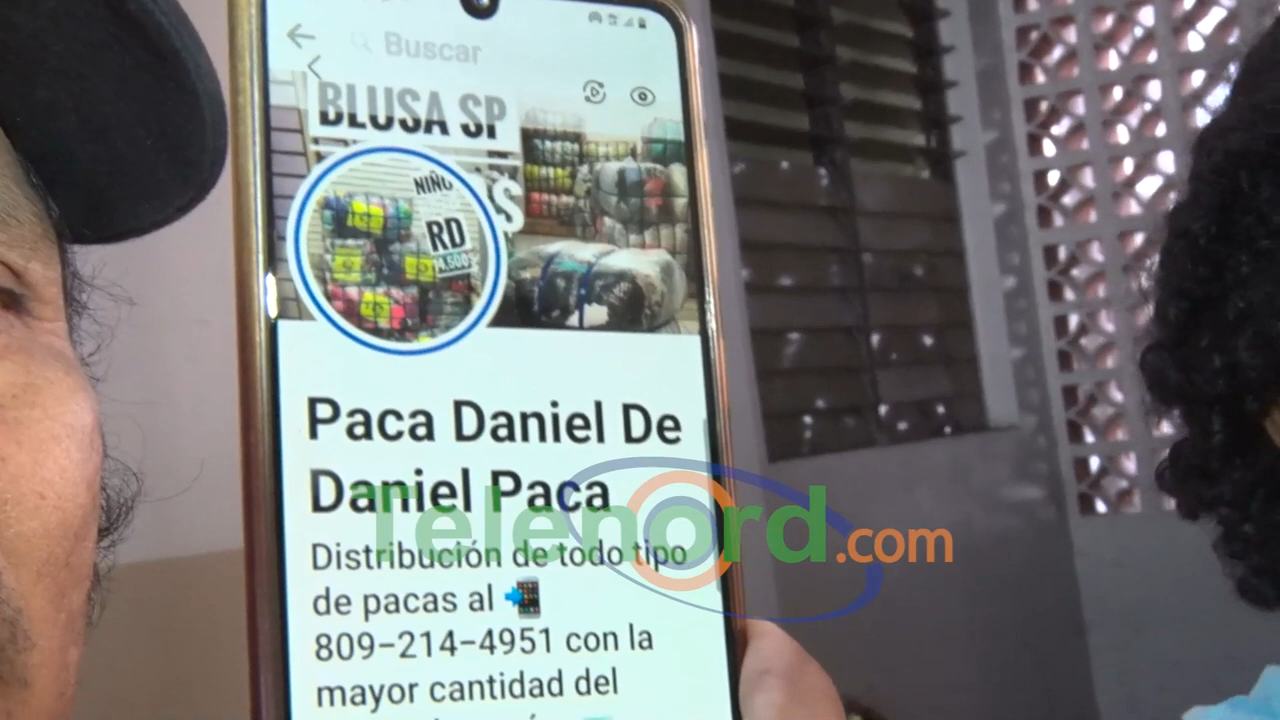 Buscar
BLUSA SP
NIÑO
RD
Paca Daniel De
Daniel Paca
Telenord.com
Distribución de todo tipo
de pacas al
809-214-4951 con la
mayor cantidad del